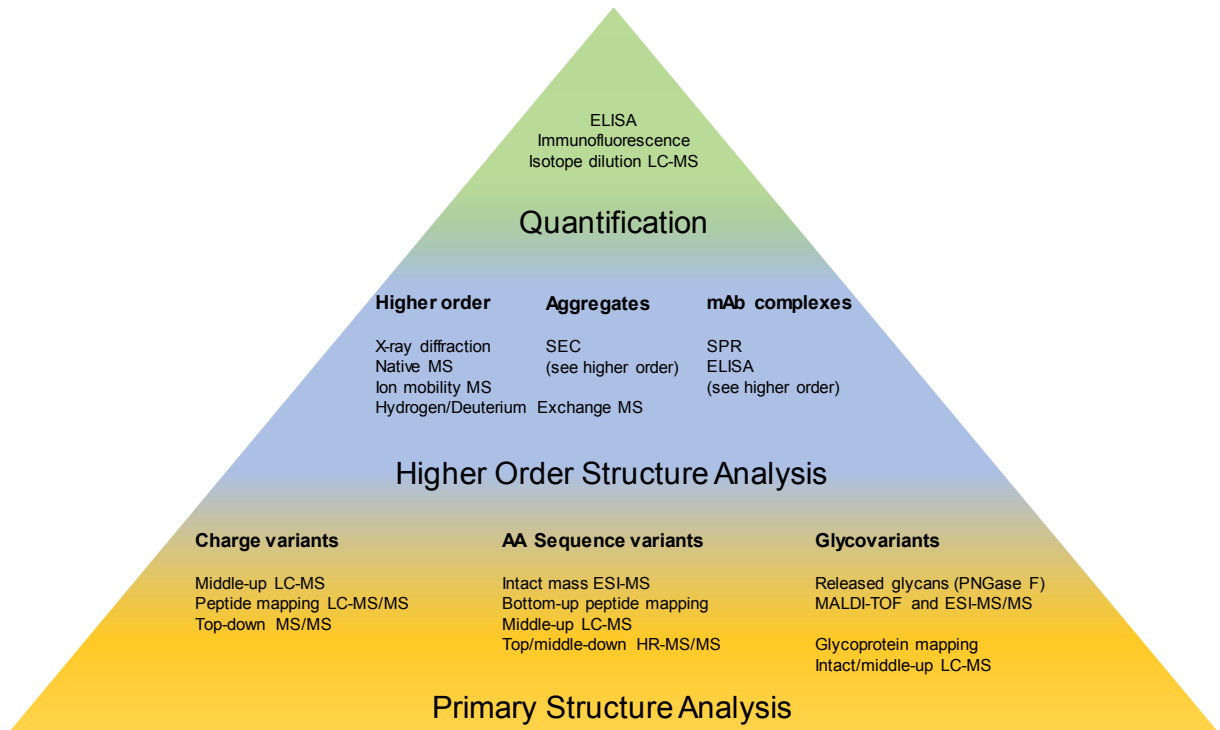 ELISA
Immunofluorescence
Isotope dilution LC-MS
Quantification
Higher order
X-ray diffraction
Native MS
Ion mobility MS
Hydrogen/Deuterium Exchange MS
Aggregates
SEC
(see higher order)
mAb complexes
SPR
ELISA
(see higher order)
Higher Order Structure Analysis
Charge variants
Middle-up LC-MS
Peptide mapping LC-MS/MS
Top-down MS/MS
AA Sequence variants
Intact mass ESI-MS
Bottom-up peptide mapping
Middle-up LC-MS
Top/middle-down HR-MS/MS
Glycovariants
Released glycans (PNGase F)
MALDI-TOF and ESI-MS/MS
Glycoprotein mapping
Intact/middle-up LC-MS
Primary Structure Analysis